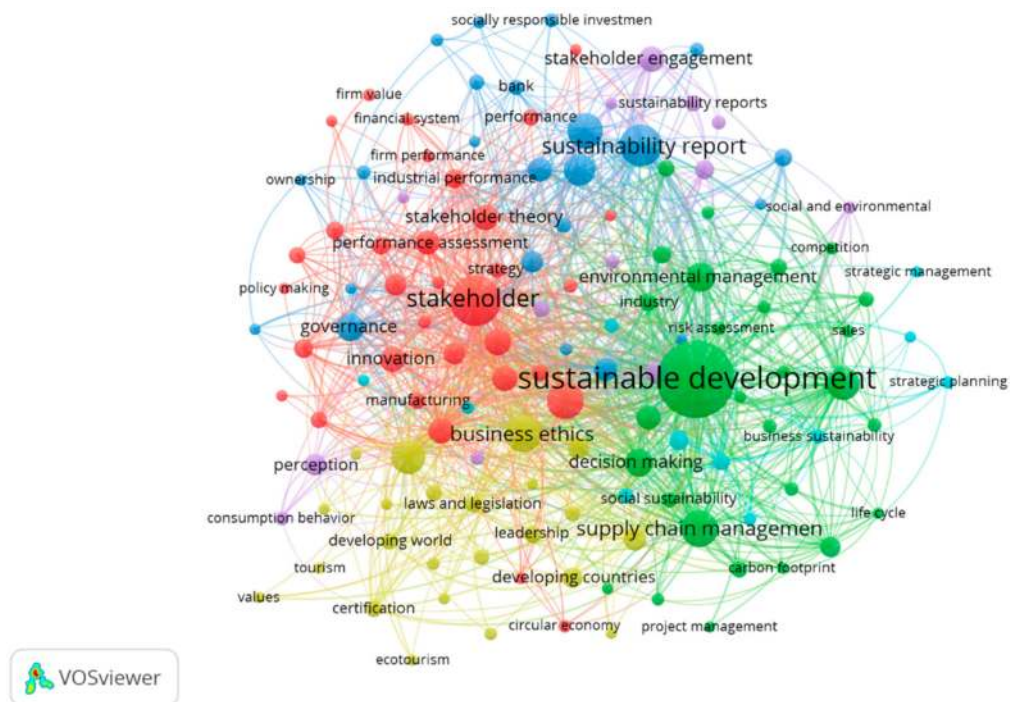 socially responsible investmen
stakeholder engagement
bank
firm value
sustainability reports
financial system
performance
sustainability report
firm performance
industrial performance
ownership
social and environmental
stakeholder theory
performance assessment
competition
strategy
environmental management
strategic management
policy making
stakeholder
industry
governance
risk assessment
sales
innovation
sustainable development
strategic planning
manufacturing
business ethics
business sustainability
perception
decision making
social sustainability
laws and legislation
life cycle
consumption behavior
leadership
supply chain managemen
developing world
tourism
developing countries
carbon footprint
values
certification
circular economy
project management
ecotourism
VOSviewer